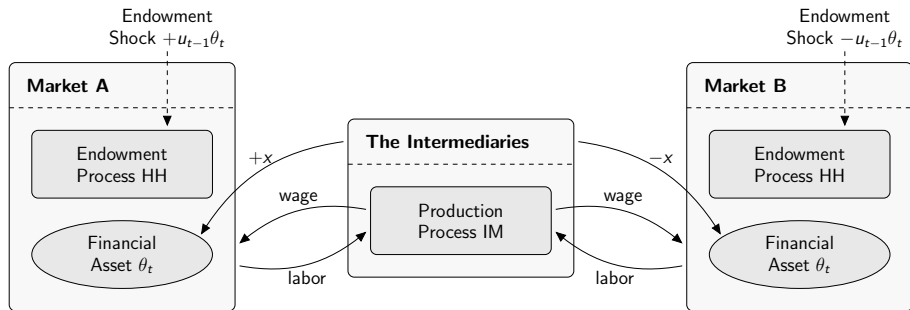 Endowment
Shock +u_{t−1}θ_t
Market A
Endowment
Process HH
Financial
Asset θ_t
+x
wage
labor
The Intermediaries
Production
Process IM
−x
wage
labor
Endowment
Shock −u_{t−1}θ_t
Market B
Endowment
Process HH
Financial
Asset θ_t